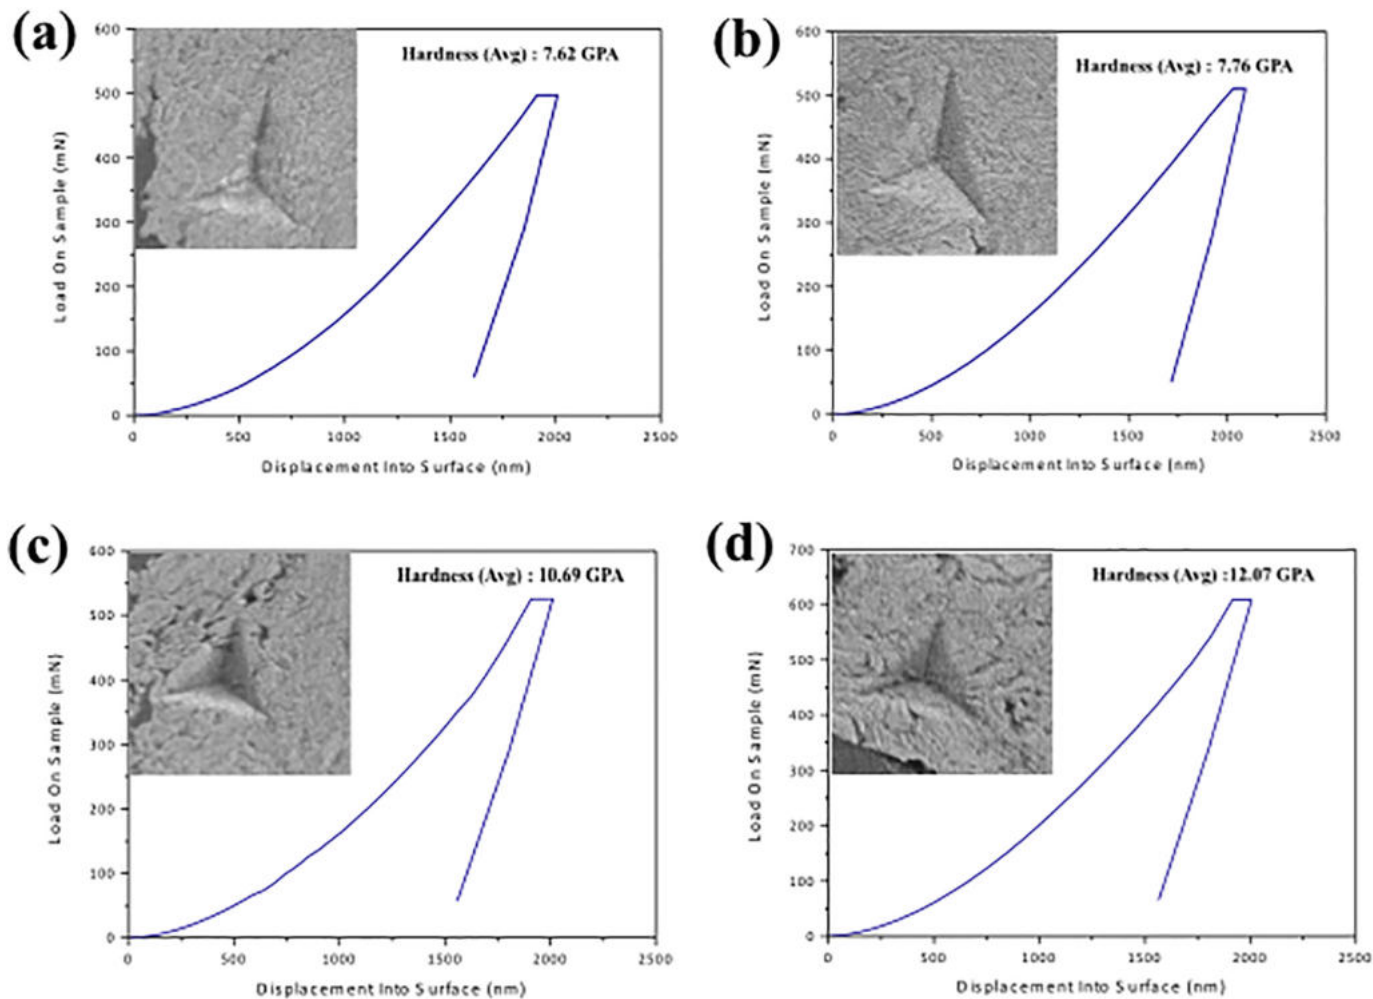 (a)
600
500
400
300
200
100
0
0 500 1000 1500 2000 2500
Load On Sample (mN)
Displacement Into Surface (nm)
Hardness (Avg) : 7.62 GPA
(b)
600
500
400
300
200
100
0
0 500 1000 1500 2000 2500
Load On Sample (mN)
Displacement Into Surface (nm)
Hardness (Avg) : 7.76 GPA
(c)
600
500
400
300
200
100
0
0 500 1000 1500 2000 2500
Load On Sample (mN)
Displacement Into Surface (nm)
Hardness (Avg) : 10.69 GPA
(d)
700
600
500
400
300
200
100
0
0 500 1000 1500 2000 2500
Load On Sample (mN)
Displacement Into Surface (nm)
Hardness (Avg) :12.07 GPA